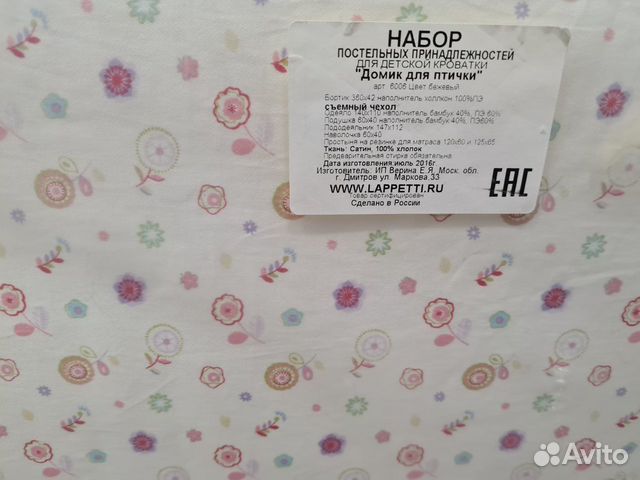 НАБОР
ПОСТЕЛЬНЫХ ПРИНАДЛЕЖНОСТЕЙ
ДЛЯ ДЕТСКОЙ КРОВАТКИ
"Домик для птички"
арт. 6006 Цвет бежевый
Бортик 360х42 наполнитель холлкон 100%ПЭ
съемный чехол
Одеяло 140х110 наполнитель бамбук 40%, ПЭ 60%
Подушка 60х40 наполнитель бамбук 40%, ПЭ60%
Пододеяльник 147х112
Наволочка 60х40
Простыня на резинке для матраса 120х60 и 125х65
Ткань: Сатин, 100% хлопок
Предварительная стирка обязательна
Дата изготовления июль 2016г.
Изготовитель: ИП Верина Е.Я. Моск. обл.
г. Дмитров ул. Маркова,33
WWW.LAPPETTI.RU
Товар сертифицирован
Сделано в России
EAC
Avito